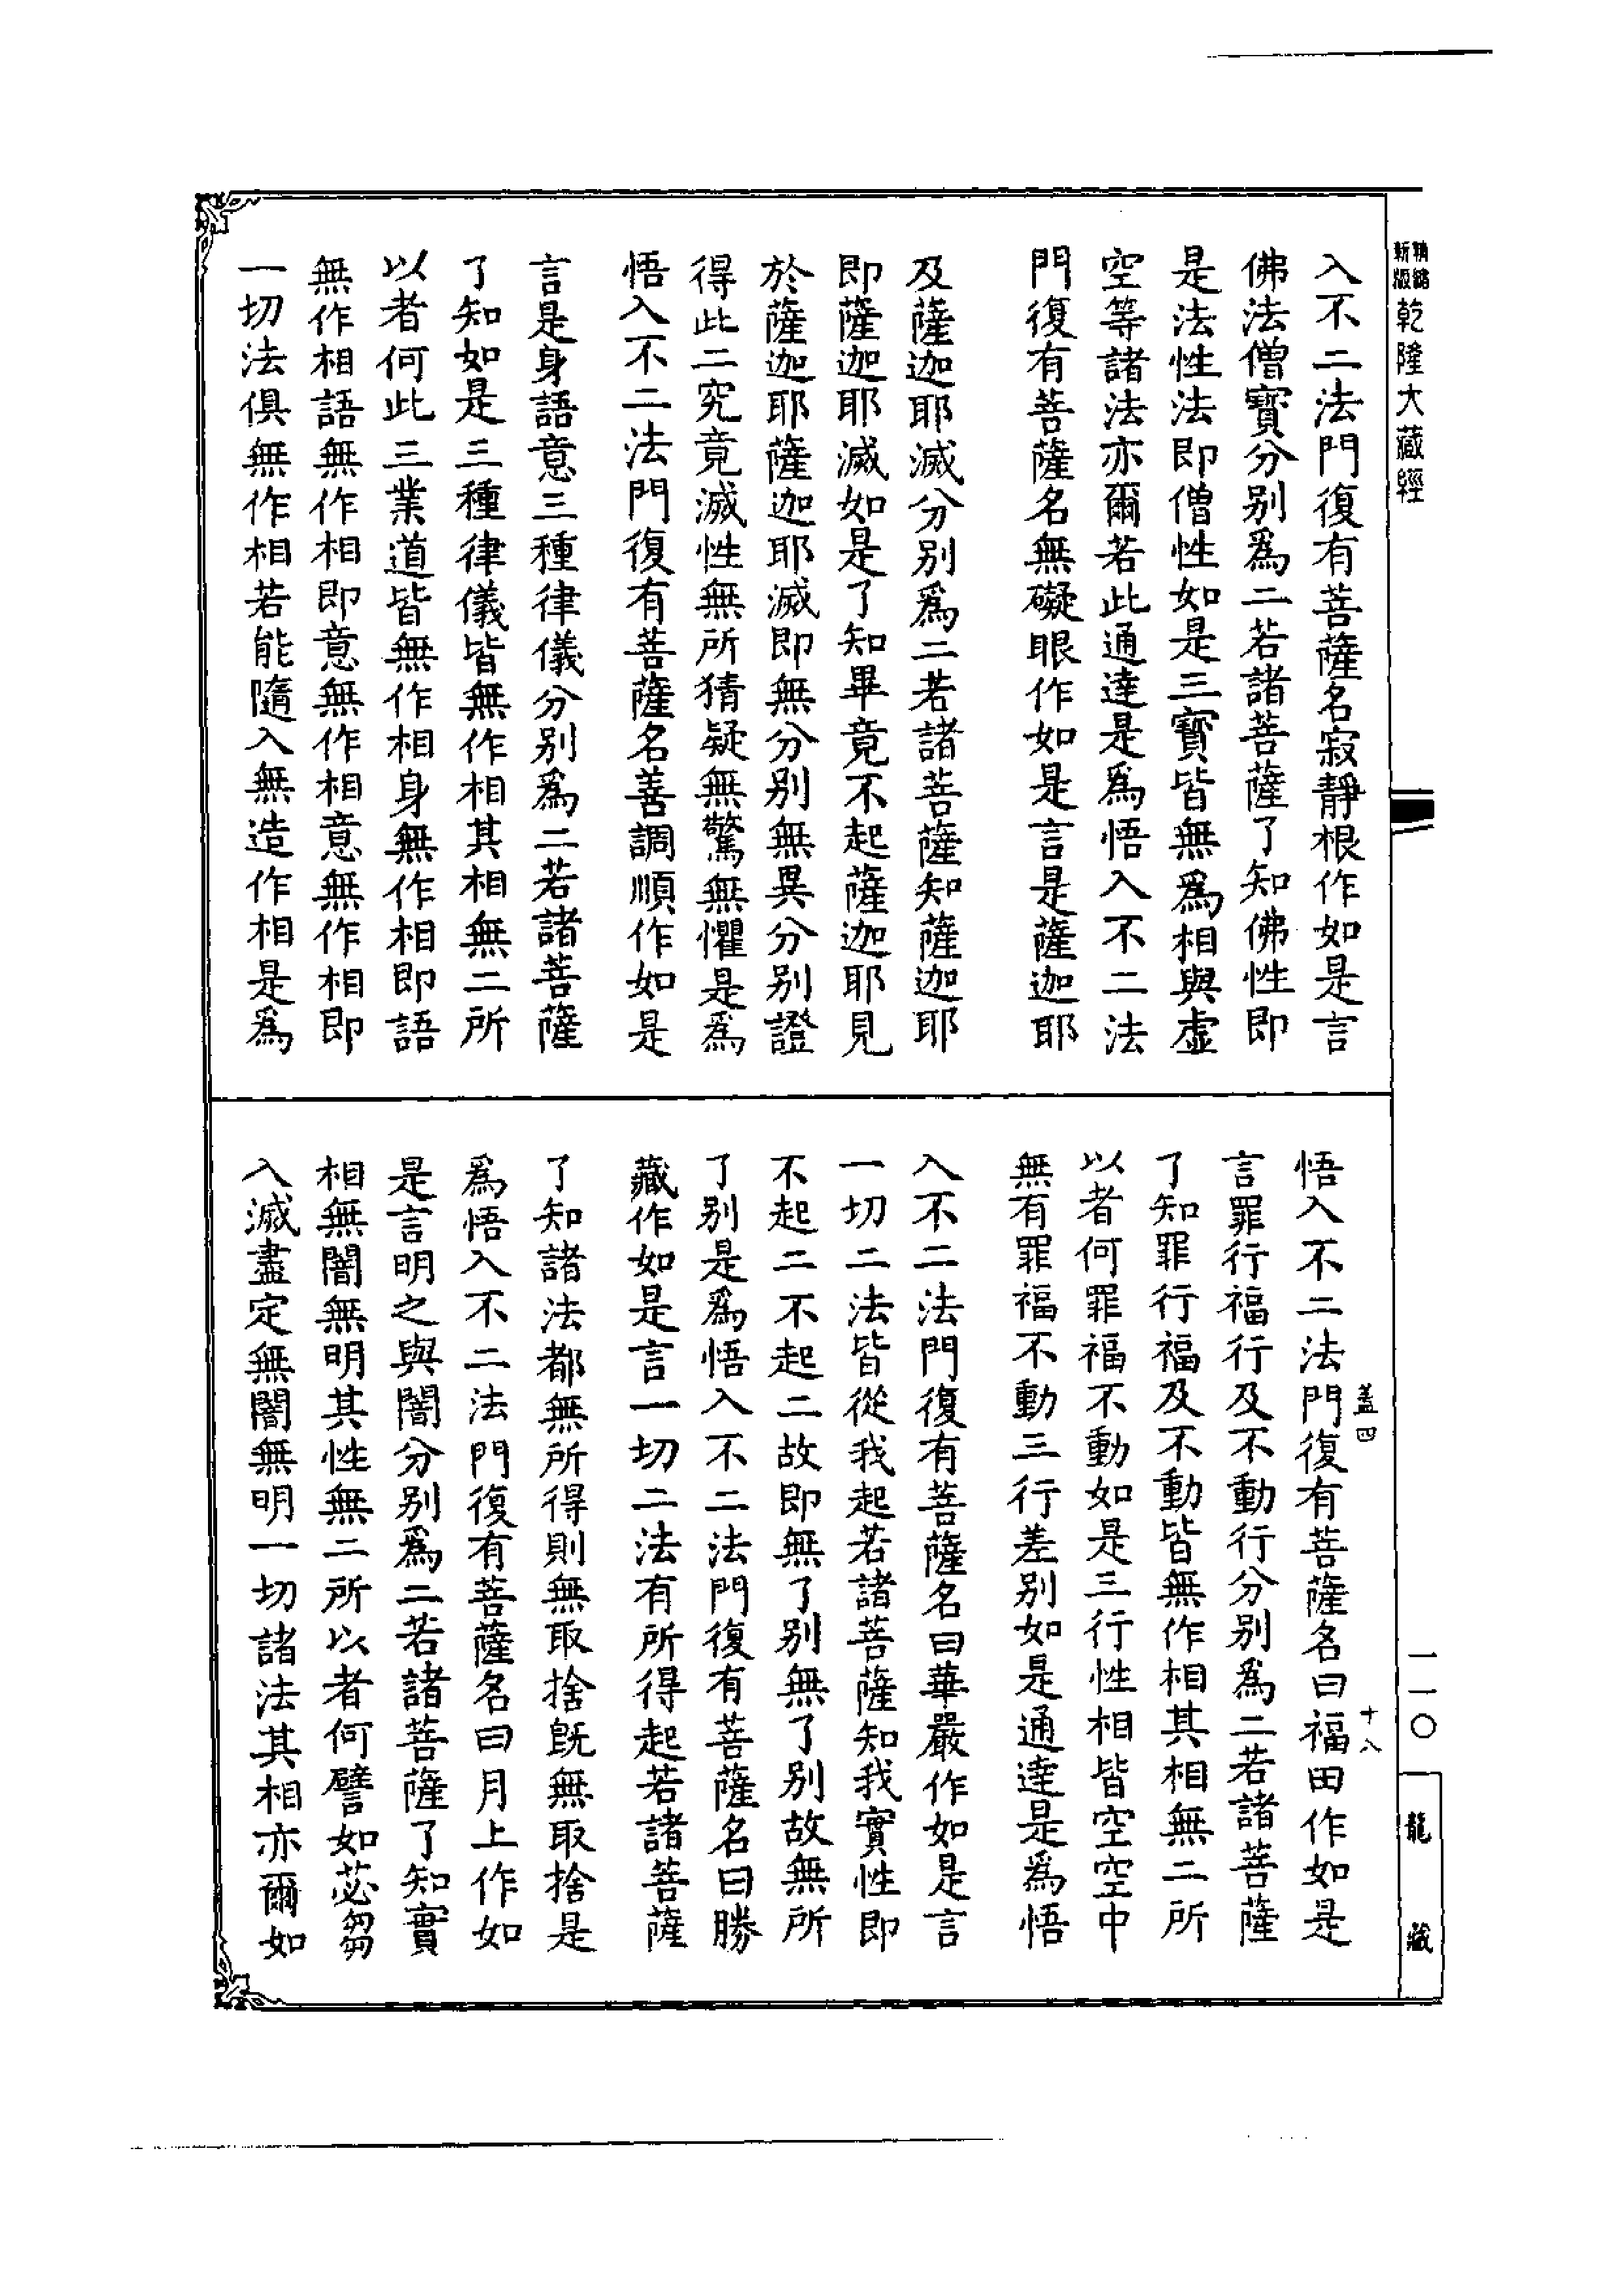 精縮新版乾隆大藏經
入不二法門復有菩薩名寂靜根作如是言
佛法僧寶分别爲二若諸菩薩了知佛性即
是法性法即僧性如是三寶皆無爲相與虛
空等諸法亦爾若此通達是爲悟入不二法
門復有菩薩名無礙眼作如是言是薩迦耶
及薩迦耶滅分别爲二若諸菩薩知薩迦耶
即薩迦耶滅如是了知畢竟不起薩迦耶見
於薩迦耶薩迦耶滅即無分别無異分别證
得此二究竟滅性無所猜疑無驚無懼是爲
悟入不二法門復有菩薩名善調順作如是
言是身語意三種律儀分别爲二若諸菩薩
了知如是三種律儀皆無作相其相無二所
以者何此三業道皆無作相身無作相即語
無作相語無作相即意無作相意無作相即
一切法俱無作相若能隨入無造作相是爲
蓋四
十八
悟入不二法門復有菩薩名曰福田作如是
言罪行福行及不動行分别爲二若諸菩薩
了知罪行福及不動皆無作相其相無二所
以者何罪福不動如是三行性相皆空空中
無有罪福不動三行差别如是通達是爲悟
入不二法門復有菩薩名曰華嚴作如是言
一切二法皆從我起若諸菩薩知我實性即
不起二不起二故即無了别無了别故無所
了别是爲悟入不二法門復有菩薩名曰勝
藏作如是言一切二法有所得起若諸菩薩
了知諸法都無所得則無取捨既無取捨是
爲悟入不二法門復有菩薩名曰月上作如
是言明之與闇分别爲二若諸菩薩了知實
相無闇無明其性無二所以者何譬如苾芻
入滅盡定無闇無明一切諸法其相亦爾如
一一〇
龍藏